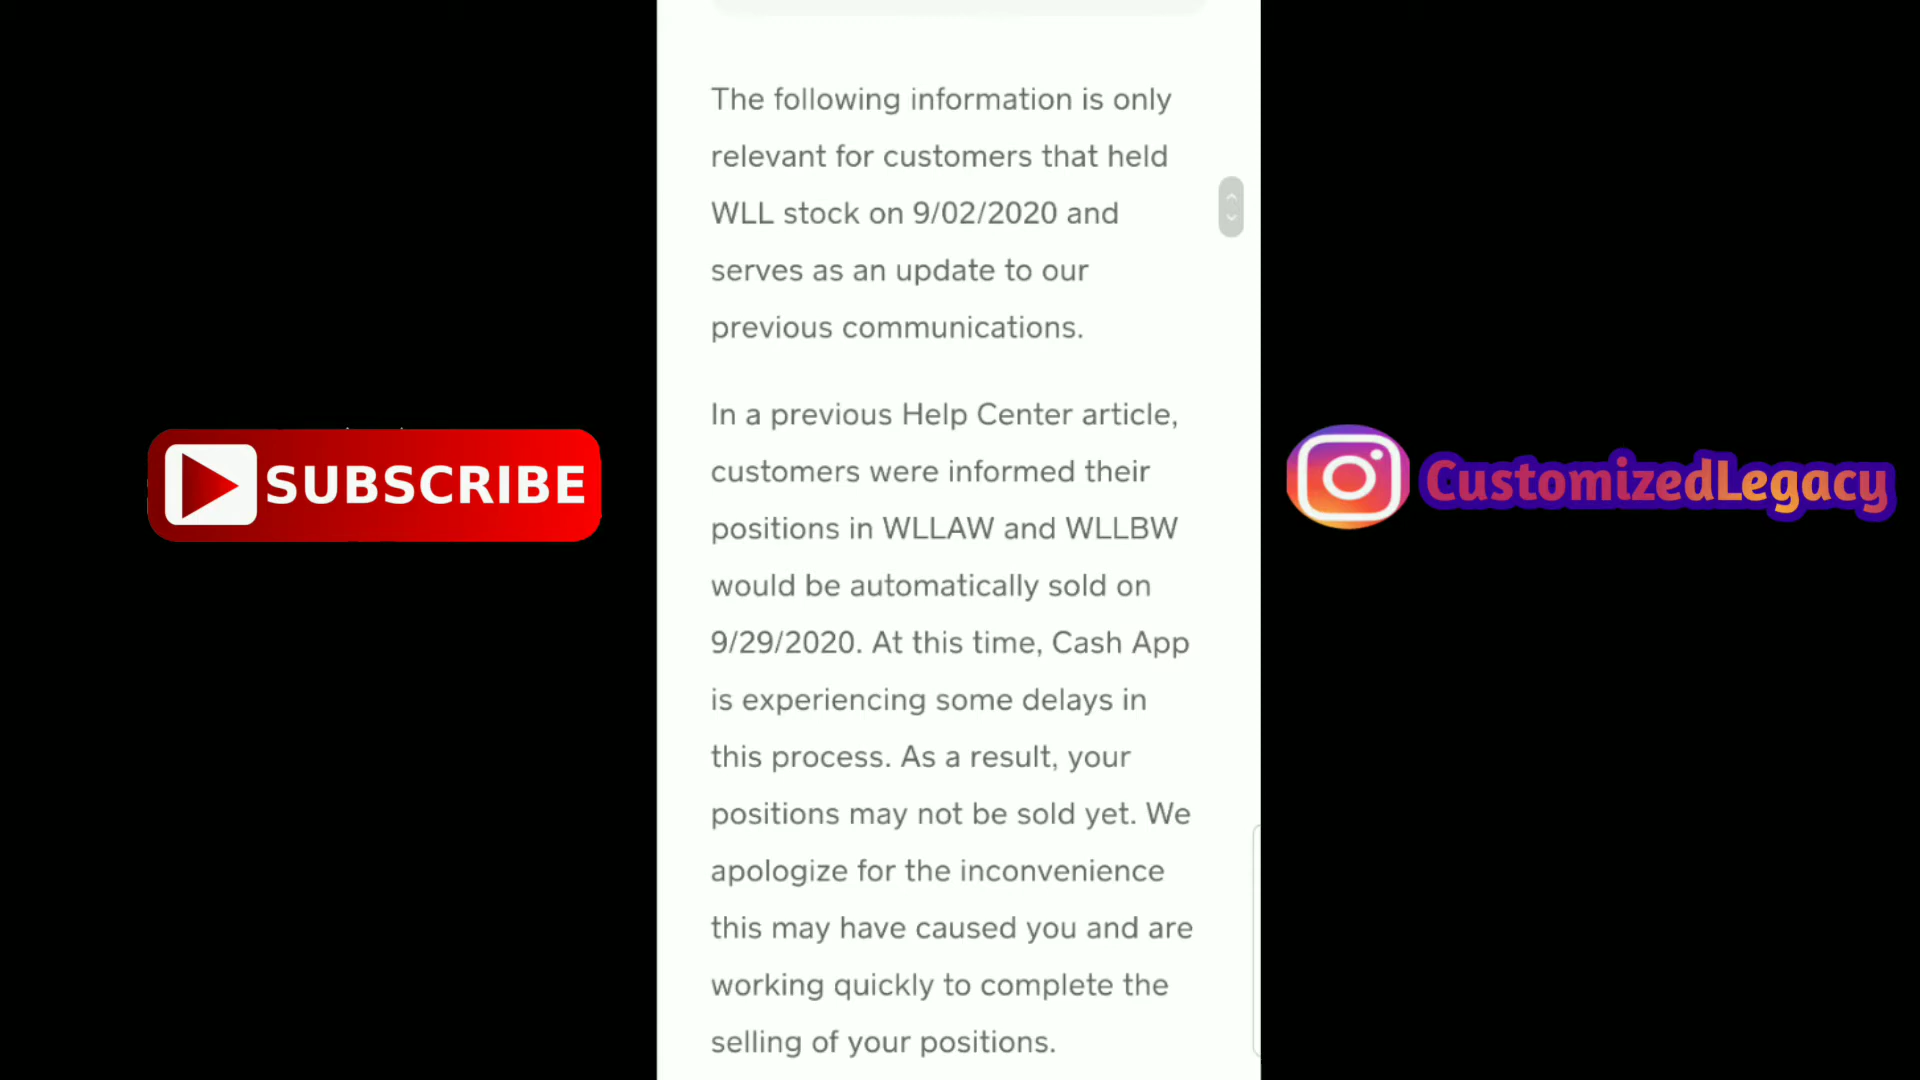 The following information is only
relevant for customers that held
WLL stock on 9/02/2020 and
serves as an update to our
previous communications.
In a previous Help Center article,
customers were informed their
positions in WLLAW and WLLBW
would be automatically sold on
9/29/2020. At this time, Cash App
is experiencing some delays in
this process. As a result, your
positions may not be sold yet. We
apologize for the inconvenience
this may have caused you and are
working quickly to complete the
selling of your positions.
SUBSCRIBE
CustomizedLegacy